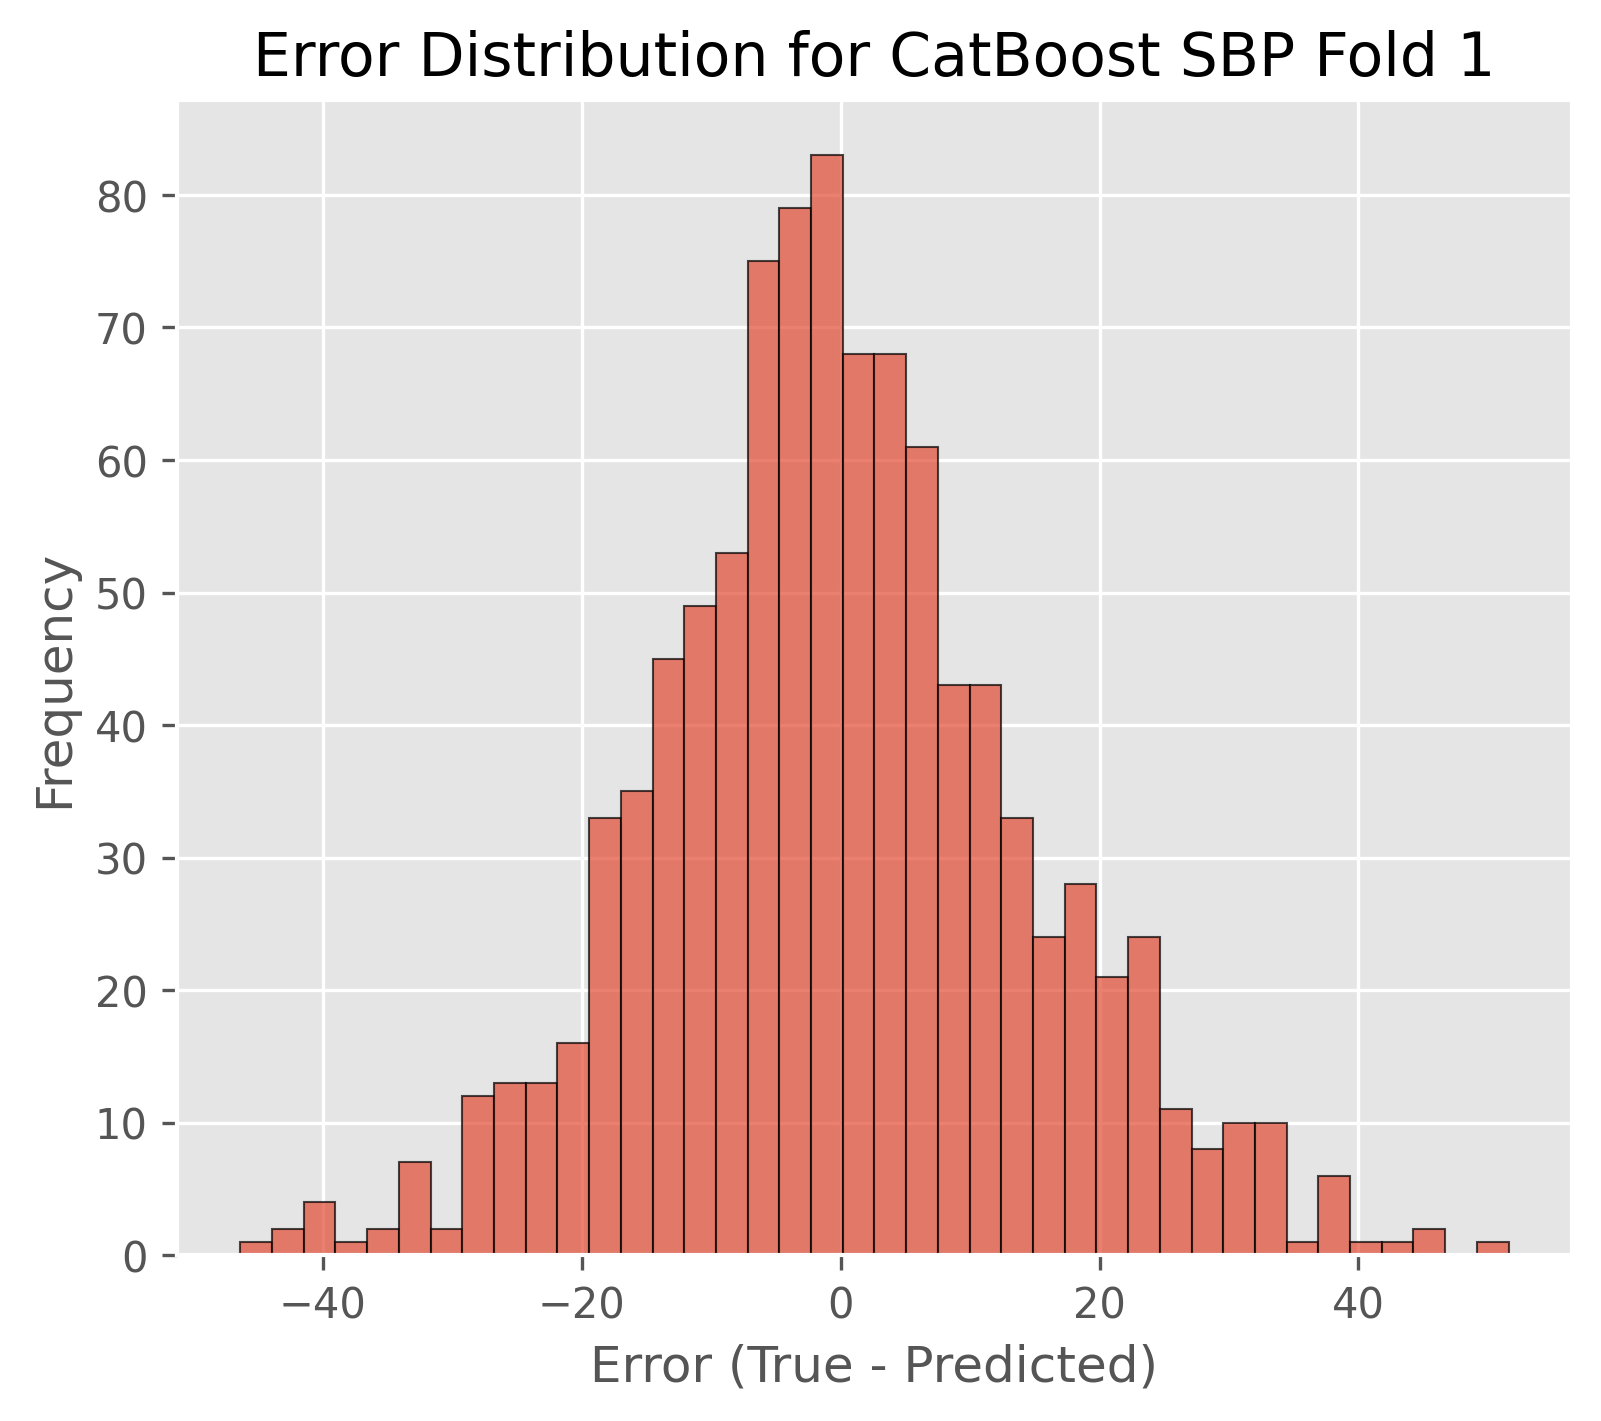 Error Distribution for CatBoost SBP Fold 1
Frequency
80
70
60
50
40
30
20
10
0
−40 −20 0 20 40
Error (True - Predicted)